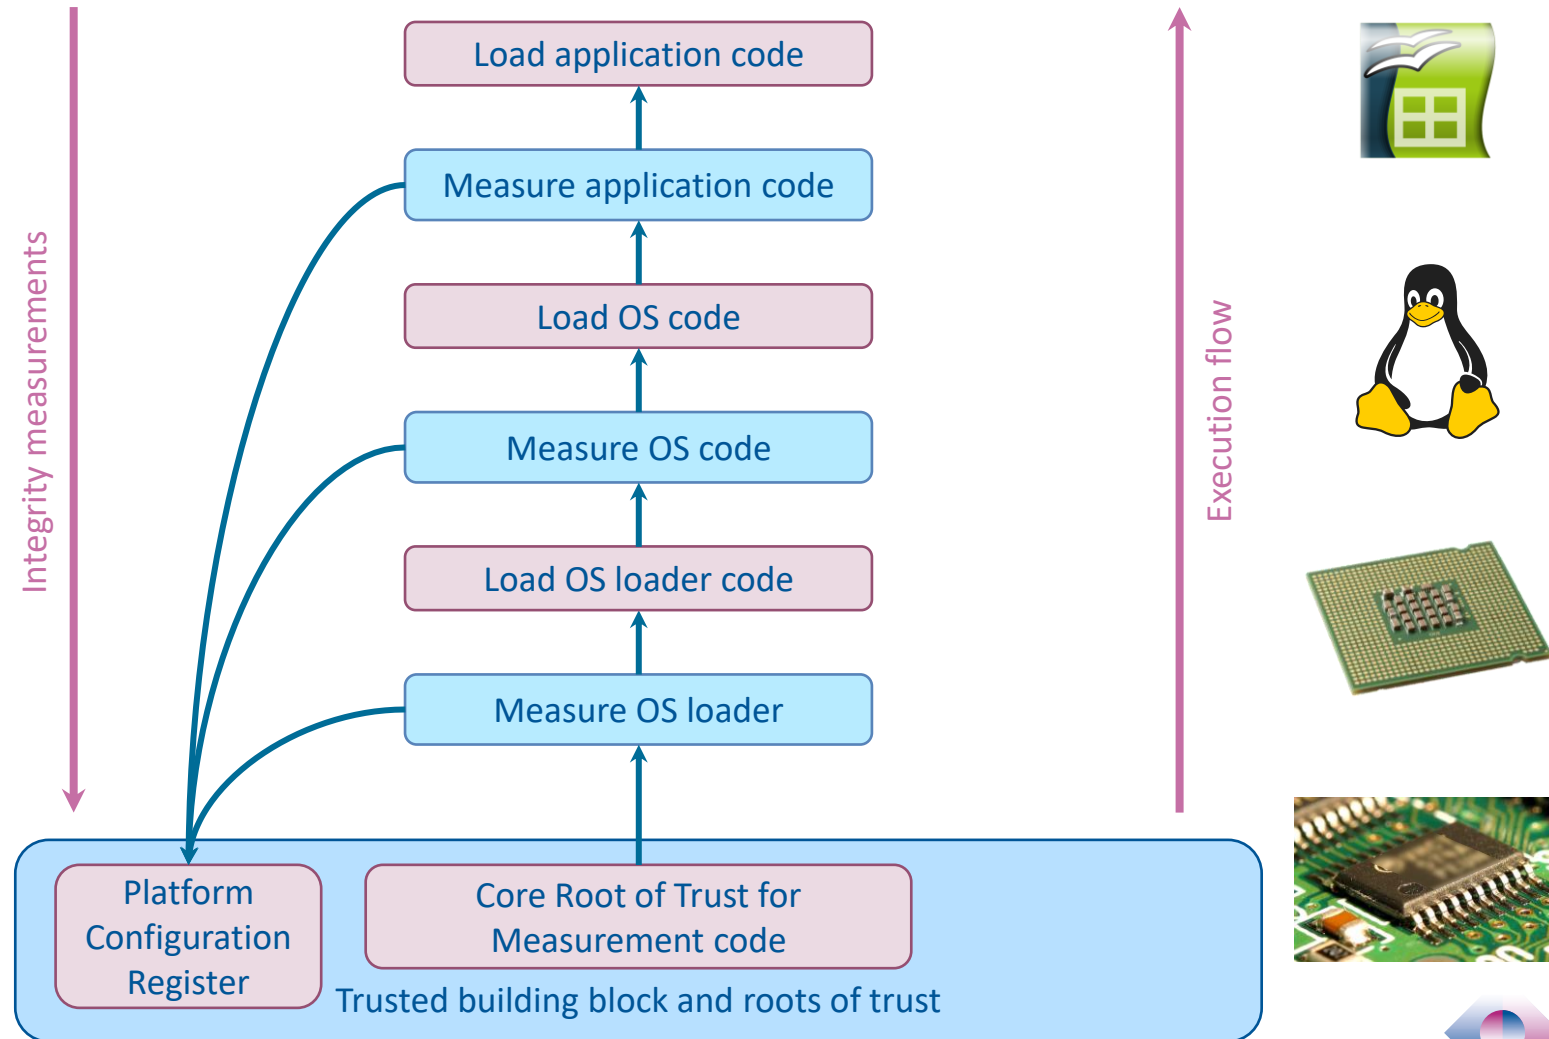 Load application code
Measure application code
Load OS code
Measure OS code
Load OS loader code
Measure OS loader
Integrity measurements
Execution flow
Platform
Configuration
Register
Core Root of Trust for
Measurement code
Trusted building block and roots of trust